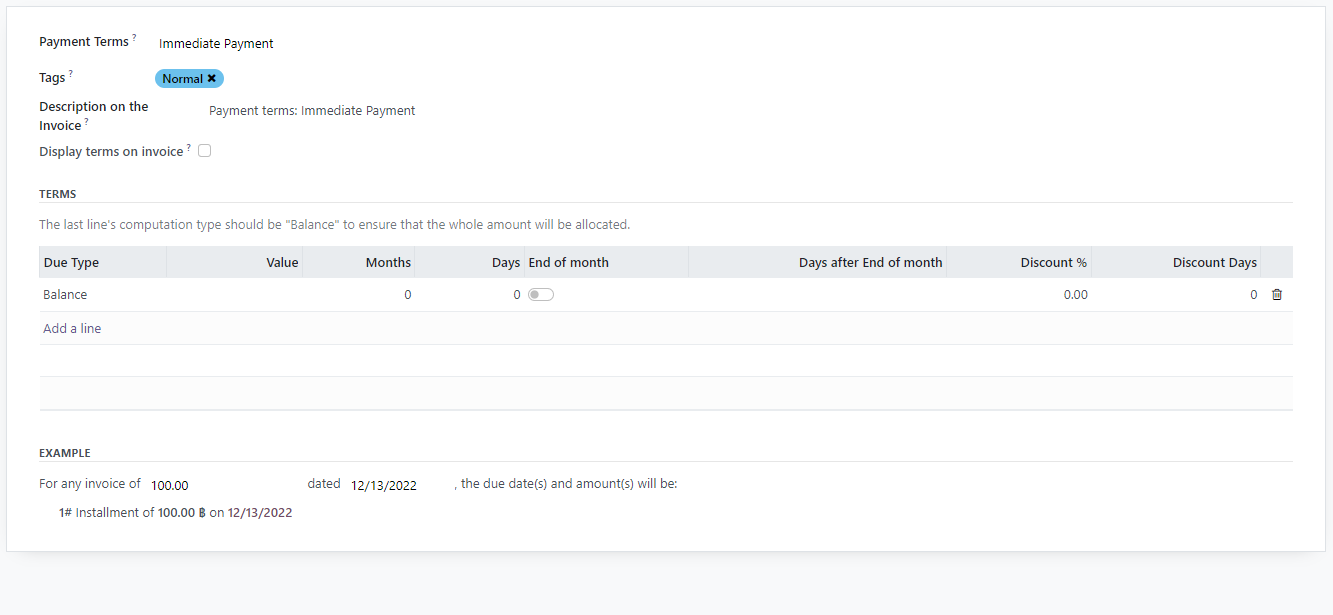 Payment Terms ? Immediate Payment
Tags ? Normal ✖
Description on the
Invoice ? Payment terms: Immediate Payment
Display terms on invoice ?
TERMS
The last line's computation type should be "Balance" to ensure that the whole amount will be allocated.
Due Type Value Months Days End of month Days after End of month Discount % Discount Days
Balance 0 0 0.00 0
Add a line
EXAMPLE
For any invoice of 100.00 dated 12/13/2022 , the due date(s) and amount(s) will be:
1# Installment of 100.00 ฿ on 12/13/2022